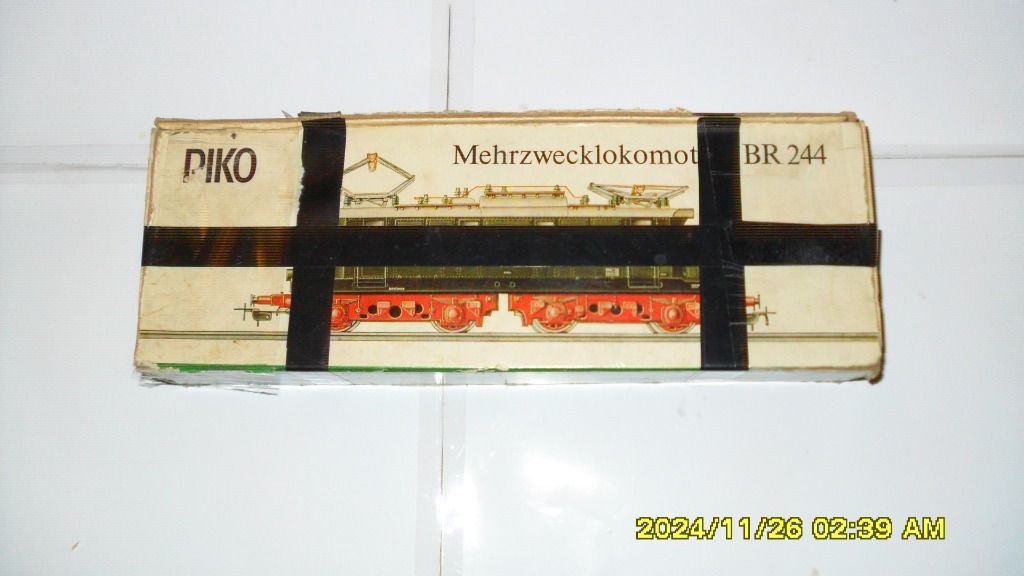 PIKO
Mehrzwecklokomot BR 244
2024/11/26 02:39 AM